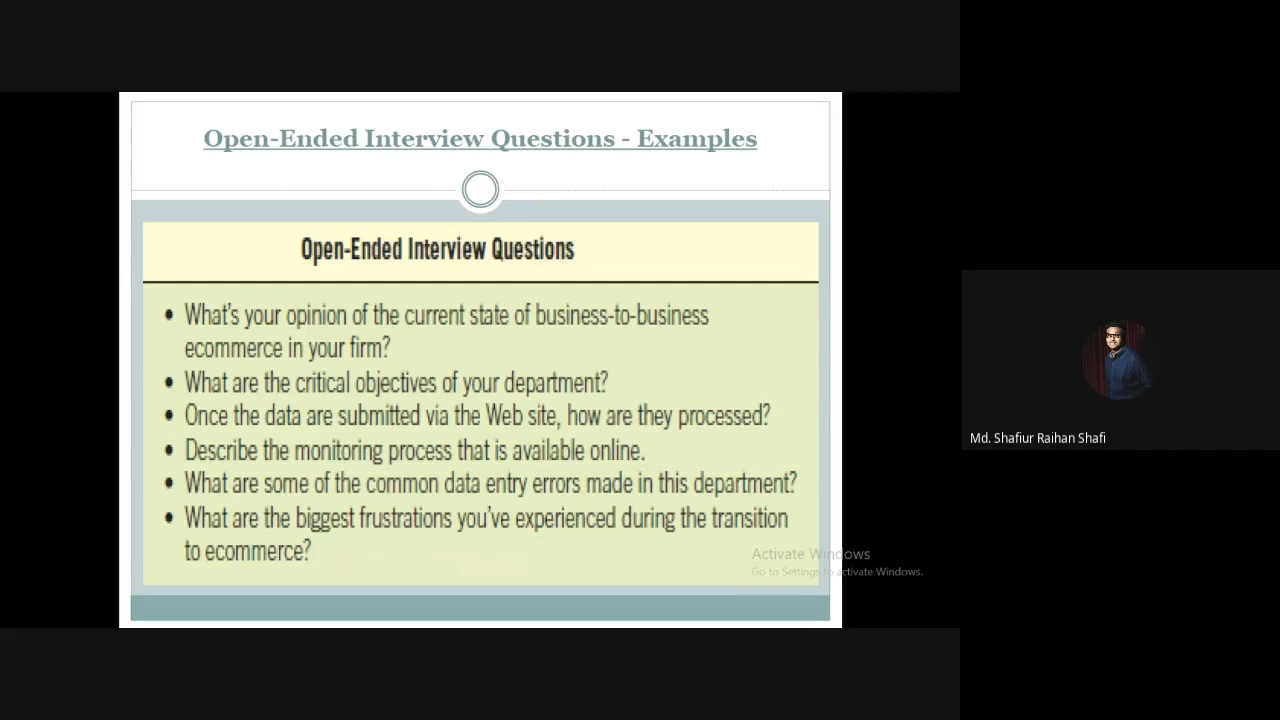 Open-Ended Interview Questions - Examples
Open-Ended Interview Questions
• What's your opinion of the current state of business-to-business
ecommerce in your firm?
• What are the critical objectives of your department?
• Once the data are submitted via the Web site, how are they processed?
• Describe the monitoring process that is available online.
• What are some of the common data entry errors made in this department?
• What are the biggest frustrations you've experienced during the transition
to ecommerce?
Activate Windows
Go to Settings to activate Windows.
Md. Shafiur Raihan Shafi